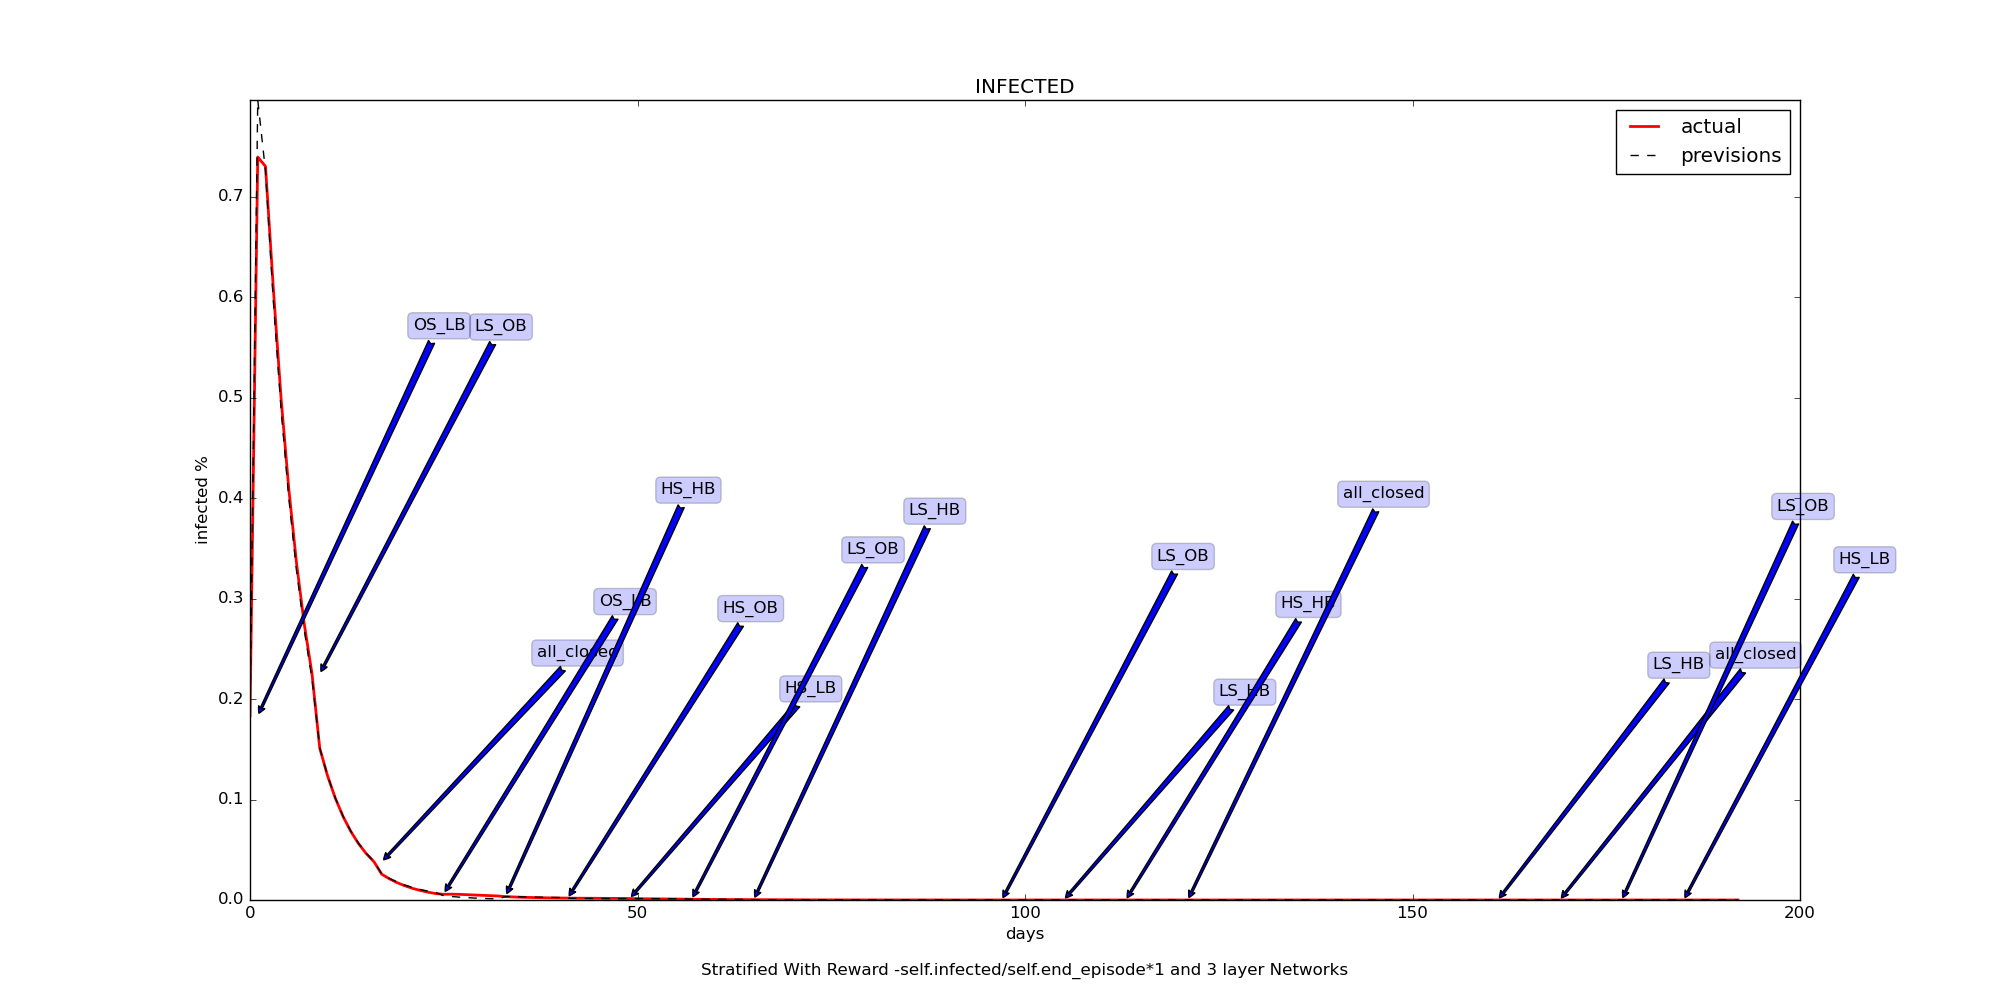 INFECTED
actual
previsions
infected %
0.7
0.6
0.5
0.4
0.3
0.2
0.1
0.0
OS_LB
LS_OB
all_closed
OS_LB
HS_HB
HS_OB
HS_LB
LS_OB
LS_HB
LS_OB
LS_HB
HS_HB
all_closed
LS_HB
all_closed
LS_OB
HS_LB
0
50
100
150
200
days
Stratified With Reward -self.infected/self.end_episode*1 and 3 layer Networks